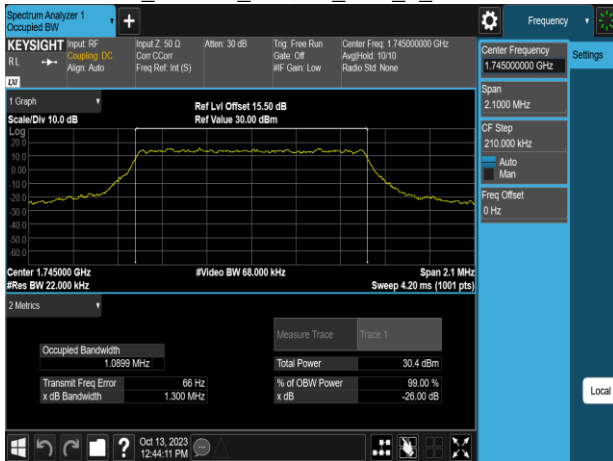 Spectrum Analyzer 1
Occupied BW
Frequency
KEYSIGHT
Input: RF
Input Z: 50 Ω
Atten: 30 dB
Trig: Free Run
Center Freq: 1.745000000 GHz
RL
Coupling: DC
Corr CCorr
Gate: Off
Avg|Hold: 10/10
Align: Auto
Freq Ref: Int (S)
#IF Gain: Low
Radio Std: None
LXI
Center Frequency
1.745000000 GHz
Settings
Span
2.1000 MHz
CF Step
210.000 kHz
Auto
Man
Freq Offset
0 Hz
Local
1 Graph
Ref Lvl Offset 15.50 dB
Scale/Div 10.0 dB
Ref Value 30.00 dBm
Log
20.0
10.0
0.00
-10.0
-20.0
-30.0
-40.0
-50.0
-60.0
Center 1.745000 GHz
#Video BW 68.000 kHz
Span 2.1 MHz
#Res BW 22.000 kHz
Sweep 4.20 ms (1001 pts)
2 Metrics
Measure Trace
Trace 1
Occupied Bandwidth
1.0899 MHz
Total Power
30.4 dBm
Transmit Freq Error
66 Hz
% of OBW Power
99.00 %
x dB Bandwidth
1.300 MHz
x dB
-26.00 dB
?
Oct 13, 2023
12:44:11 PM